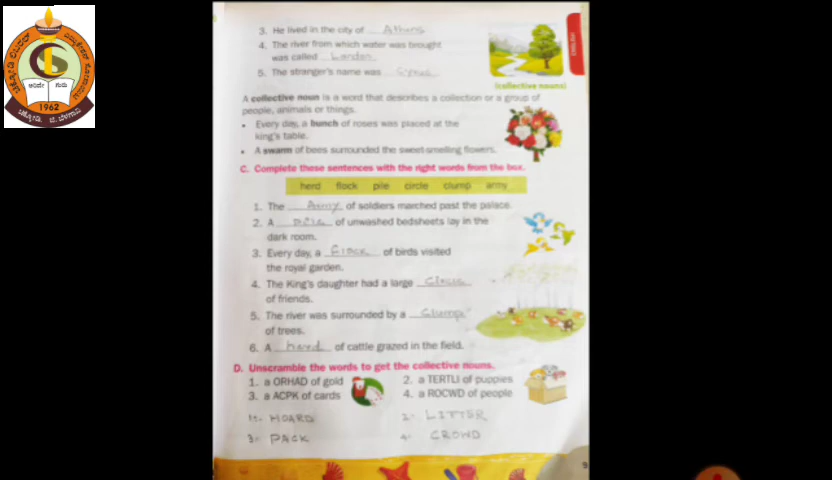 3. He lived in the city of Athens
4. The river from which water was brought
was called
5. The stranger's name was Cyrus
ENGLISH
(collective nouns)
A collective noun is a word that describes a collection or a group of
people, animals or things.
• Every day, a bunch of roses was placed at the
king's table.
• A swarm of bees surrounded the sweet-smelling flowers.
C. Complete these sentences with the right words from the box.
herd flock pile circle clump army
1. The Army of soldiers marched past the palace.
2. A pile of unwashed bedsheets lay in the
dark room.
3. Every day, a flock of birds visited
the royal garden.
4. The King's daughter had a large circle
of friends.
5. The river was surrounded by a clump
of trees.
6. A herd of cattle grazed in the field.
D. Unscramble the words to get the collective nouns.
1. a ORHAD of gold 2. a TERTLI of puppies
3. a ACPK of cards 4. a ROCWD of people
1. HOARD 2. LITTER
3. PACK 4. CROWD
9
1962